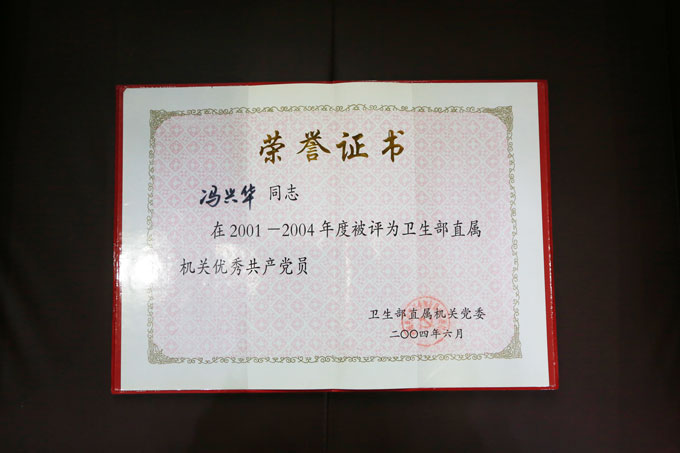 荣誉证书
冯兴华 同志
在2001－2004年度被评为卫生部直属
机关优秀共产党员
卫生部直属机关党委
二〇〇四年六月